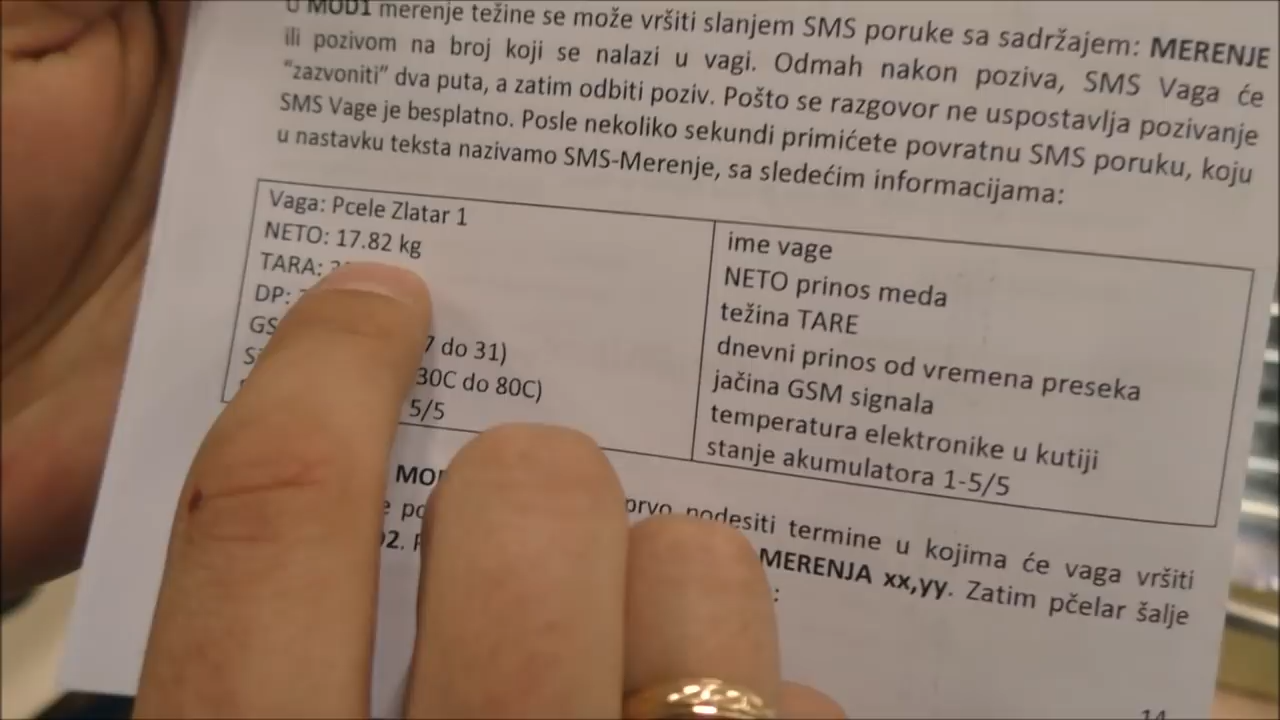 U MOD1 merenje težine se može vršiti slanjem SMS poruke sa sadržajem: MERENJE
ili pozivom na broj koji se nalazi u vagi. Odmah nakon poziva, SMS Vaga će
“zazvoniti” dva puta, a zatim odbiti poziv. Pošto se razgovor ne uspostavlja pozivanje
SMS Vage je besplatno. Posle nekoliko sekundi primićete povratnu SMS poruku, koju
u nastavku teksta nazivamo SMS-Merenje, sa sledećim informacijama:
Vaga: Pcele Zlatar 1
NETO: 17.82 kg
TARA:
DP:
GS
7 do 31)
30C do 80C)
5/5
ime vage
NETO prinos meda
težina TARE
dnevni prinos od vremena preseka
jačina GSM signala
temperatura elektronike u kutiji
stanje akumulatora 1-5/5
prvo podesiti termine u kojima će vaga vršiti
MERENJA xx,yy. Zatim pčelar šalje
14